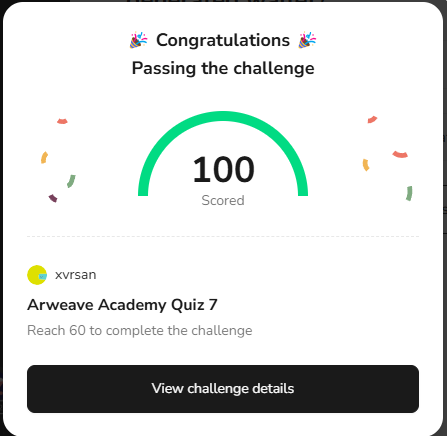 🎉 Congratulations 🎉
Passing the challenge
100
Scored
xvrsan
Arweave Academy Quiz 7
Reach 60 to complete the challenge
View challenge details